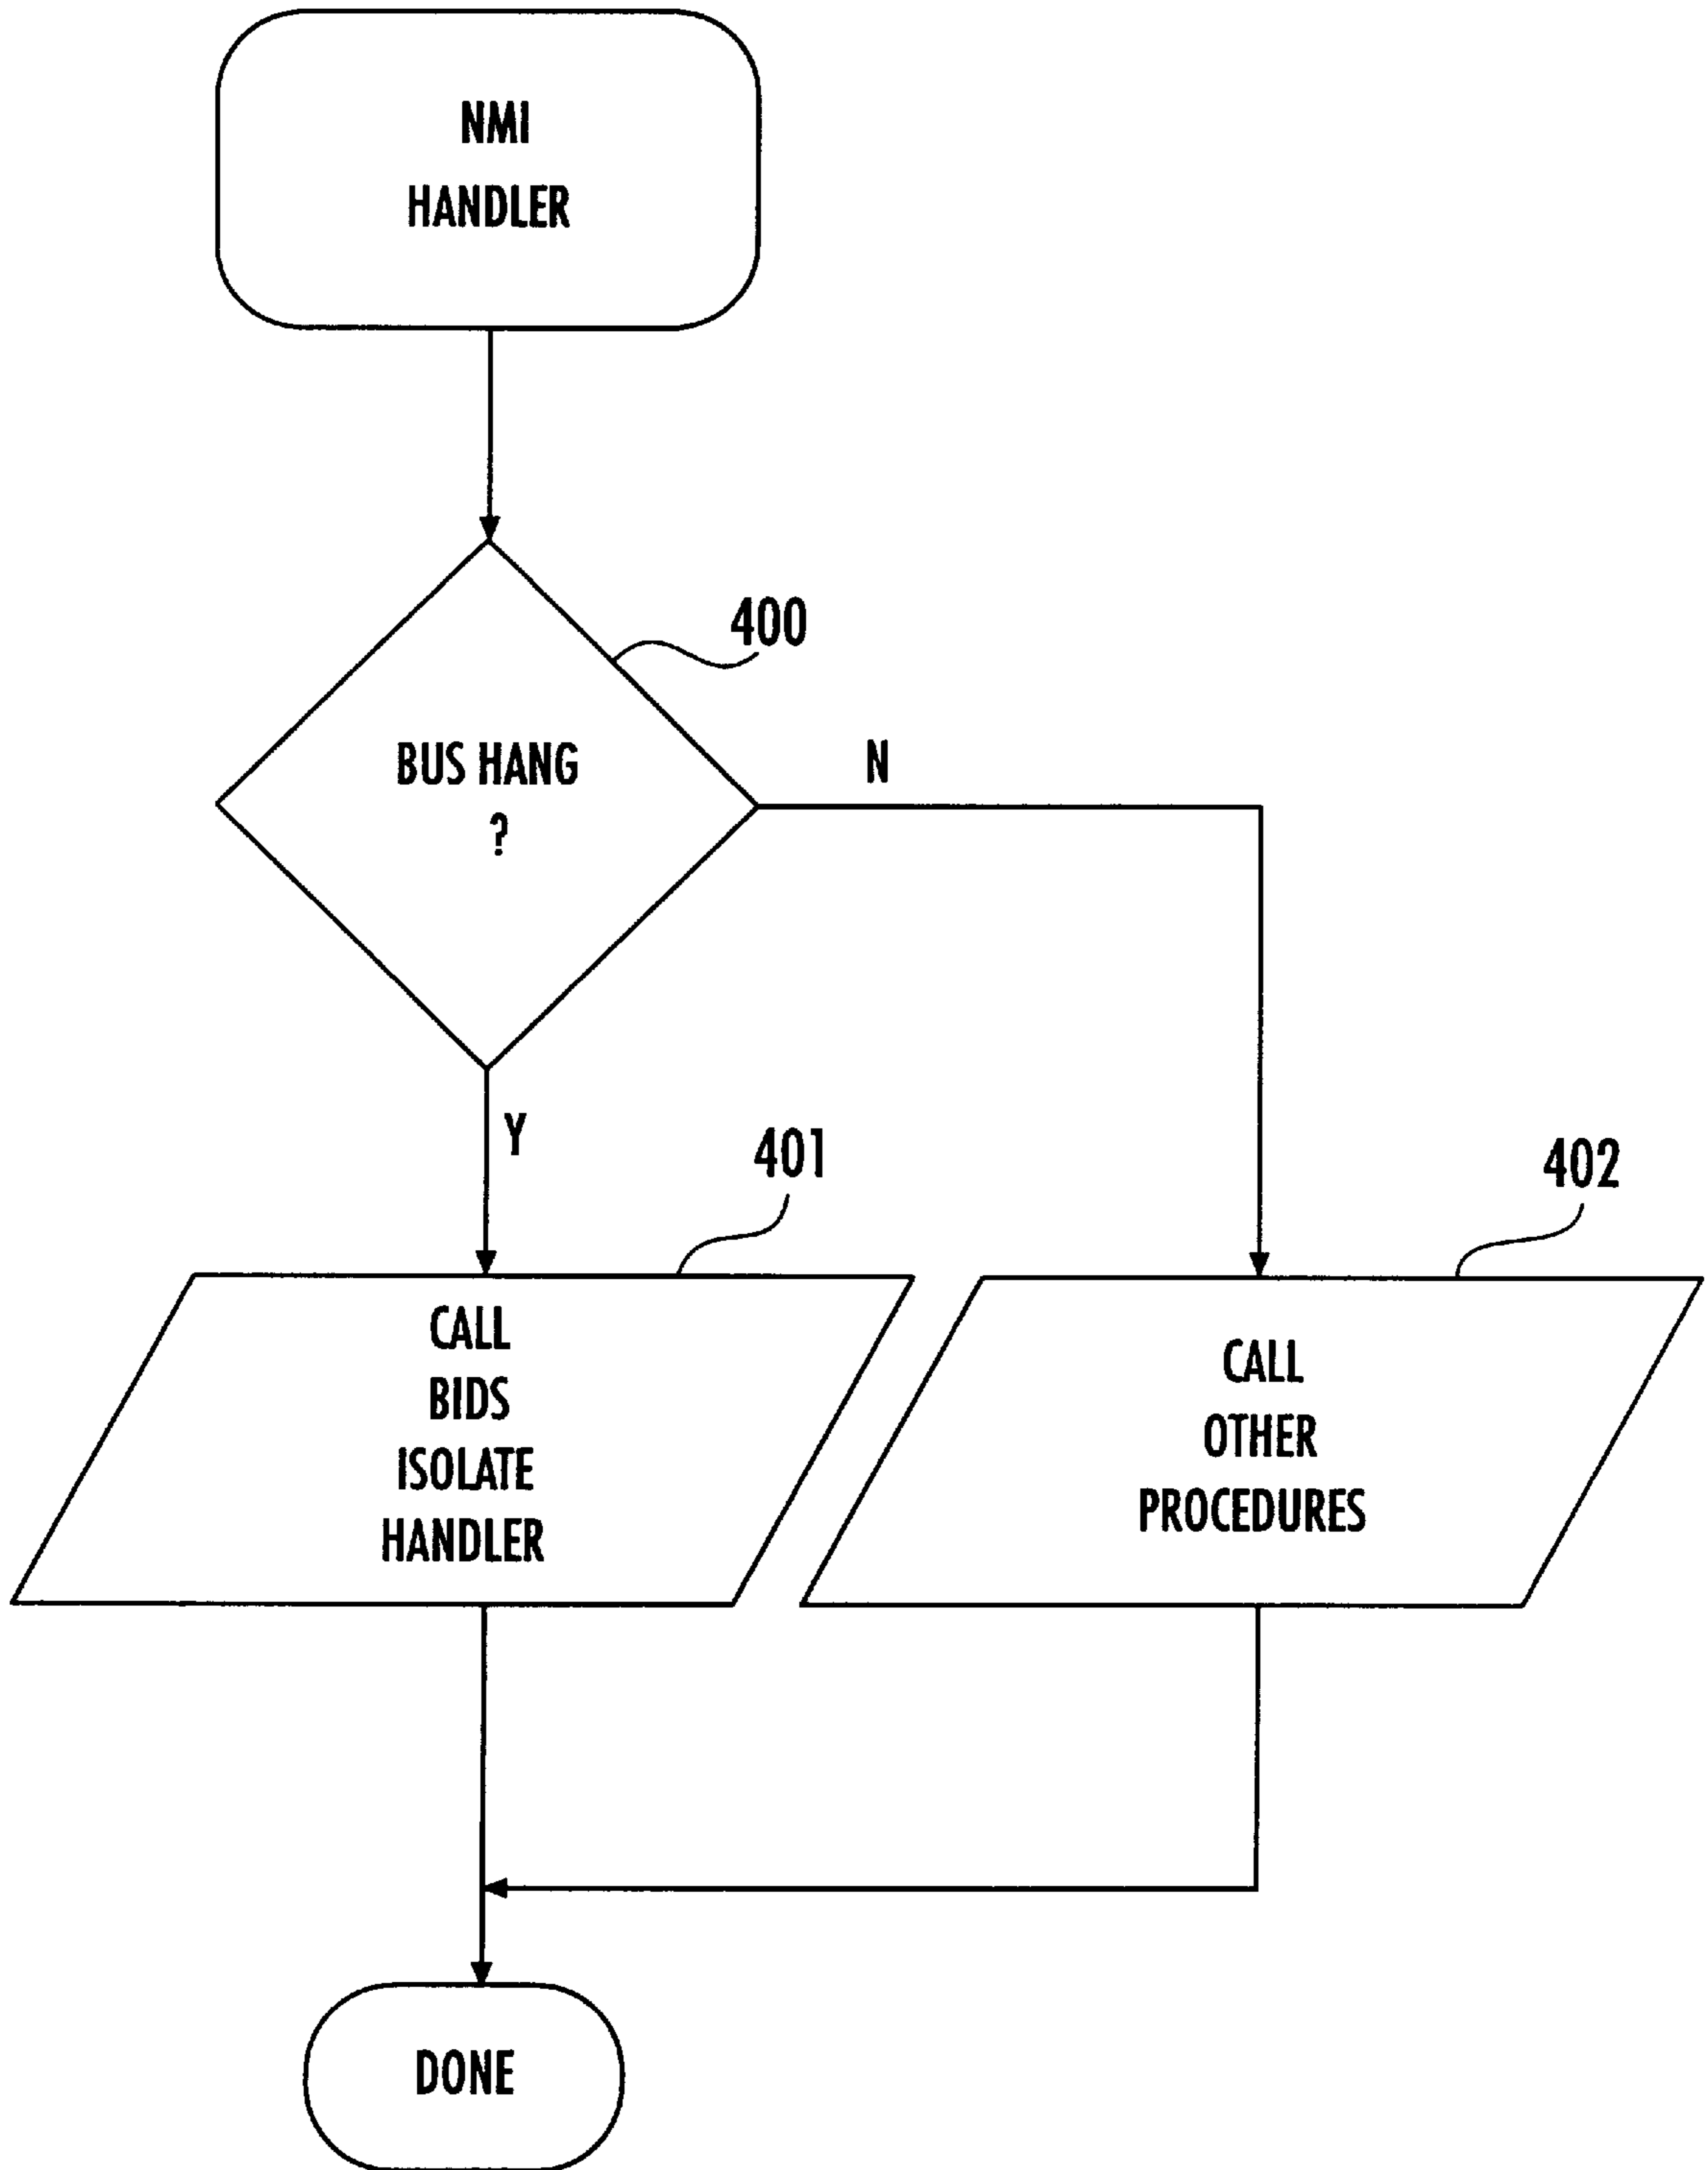 NMI
HANDLER
400
BUS HANG
?
N
Y
401
402
CALL
BIDS
ISOLATE
HANDLER
CALL
OTHER
PROCEDURES
DONE